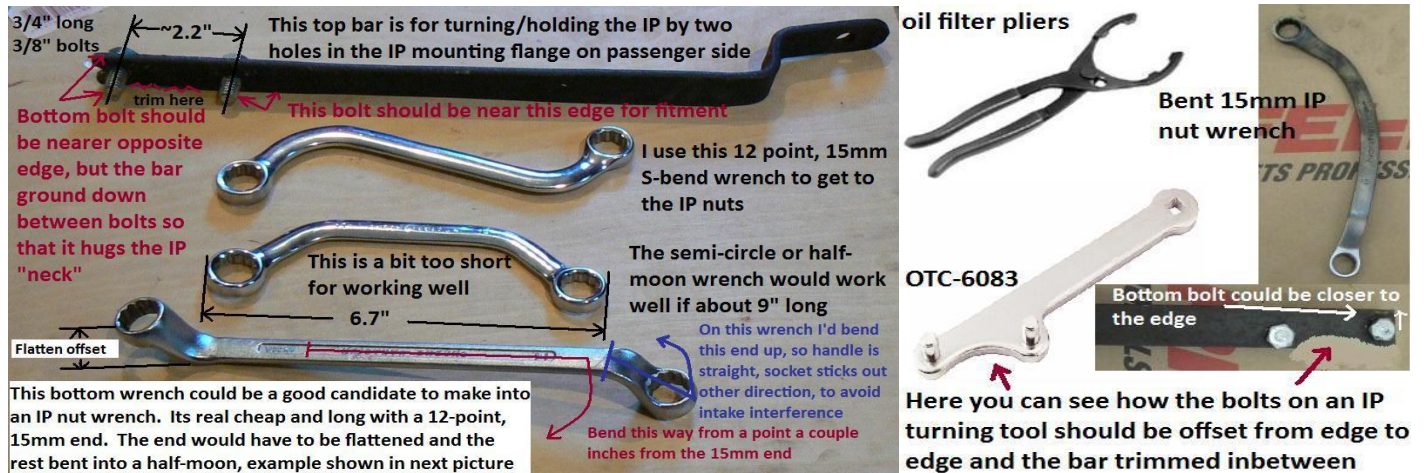 3/4" long
3/8" bolts
~2.2"
This top bar is for turning/holding the IP by two
holes in the IP mounting flange on passenger side
trim here
This bolt should be near this edge for fitment
Bottom bolt should
be nearer opposite
edge, but the bar
ground down
between bolts so
that it hugs the IP
"neck"
I use this 12 point, 15mm
S-bend wrench to get to
the IP nuts
This is a bit too short
for working well
6.7"
The semi-circle or half-
moon wrench would work
well if about 9" long
Flatten offset
On this wrench I'd bend
this end up, so handle is
straight, socket sticks out
other direction, to avoid
intake interference
Bend this way from a point a couple
inches from the 15mm end
This bottom wrench could be a good candidate to make into
an IP nut wrench. Its real cheap and long with a 12-point,
15mm end. The end would have to be flattened and the
rest bent into a half-moon, example shown in next picture
oil filter pliers
Bent 15mm IP
nut wrench
OTC-6083
Bottom bolt could be closer to
the edge
Here you can see how the bolts on an IP
turning tool should be offset from edge to
edge and the bar trimmed inbetween